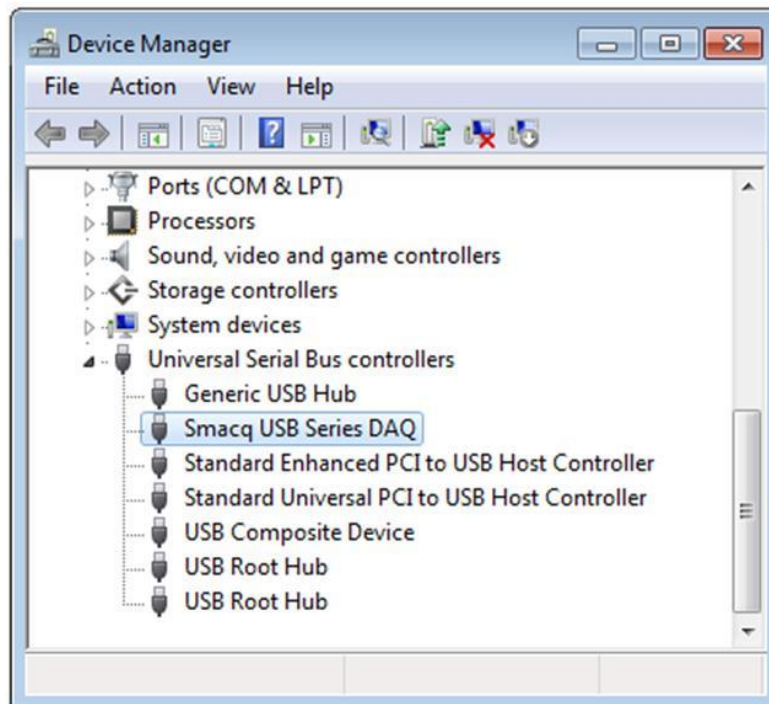 Device Manager
File Action View Help
Ports (COM & LPT)
Processors
Sound, video and game controllers
Storage controllers
System devices
Universal Serial Bus controllers
Generic USB Hub
Smacq USB Series DAQ
Standard Enhanced PCI to USB Host Controller
Standard Universal PCI to USB Host Controller
USB Composite Device
USB Root Hub
USB Root Hub